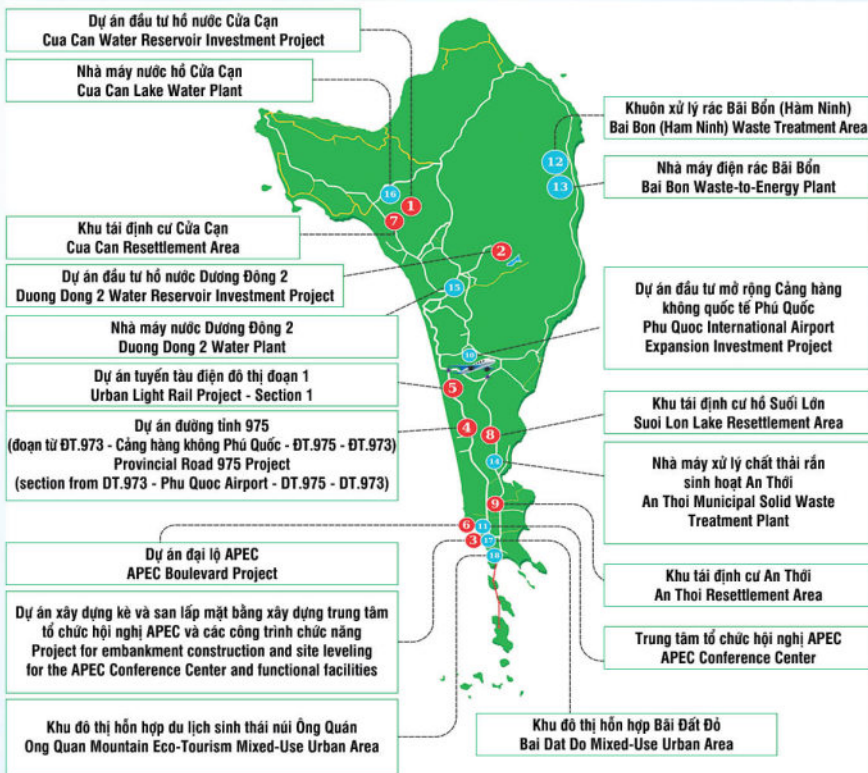 Dự án đầu tư hồ nước Cửa Cạn
Cua Can Water Reservoir Investment Project
Nhà máy nước hồ Cửa Cạn
Cua Can Lake Water Plant
Khu tái định cư Cửa Cạn
Cua Can Resettlement Area
Dự án đầu tư hồ nước Dương Đông 2
Duong Dong 2 Water Reservoir Investment Project
Nhà máy nước Dương Đông 2
Duong Dong 2 Water Plant
Dự án tuyến tàu điện đô thị đoạn 1
Urban Light Rail Project - Section 1
Dự án đường tỉnh 975
(đoạn từ ĐT.973 - Cảng hàng không Phú Quốc - ĐT.975 - ĐT.973)
Provincial Road 975 Project
(section from DT.973 - Phu Quoc Airport - DT.975 - DT.973)
Dự án đại lộ APEC
APEC Boulevard Project
Dự án xây dựng kè và san lấp mặt bằng xây dựng trung tâm
tổ chức hội nghị APEC và các công trình chức năng
Project for embankment construction and site leveling
for the APEC Conference Center and functional facilities
Khu đô thị hỗn hợp du lịch sinh thái núi Ông Quán
Ong Quan Mountain Eco-Tourism Mixed-Use Urban Area
16
1
7
2
15
10
5
4
8
14
9
6
11
3
17
18
12
13
Khuôn xử lý rác Bãi Bổn (Hàm Ninh)
Bai Bon (Ham Ninh) Waste Treatment Area
Nhà máy điện rác Bãi Bổn
Bai Bon Waste-to-Energy Plant
Dự án đầu tư mở rộng Cảng hàng
không quốc tế Phú Quốc
Phu Quoc International Airport
Expansion Investment Project
Khu tái định cư hồ Suối Lớn
Suoi Lon Lake Resettlement Area
Nhà máy xử lý chất thải rắn
sinh hoạt An Thới
An Thoi Municipal Solid Waste
Treatment Plant
Khu tái định cư An Thới
An Thoi Resettlement Area
Trung tâm tổ chức hội nghị APEC
APEC Conference Center
Khu đô thị hỗn hợp Bãi Đất Đỏ
Bai Dat Do Mixed-Use Urban Area